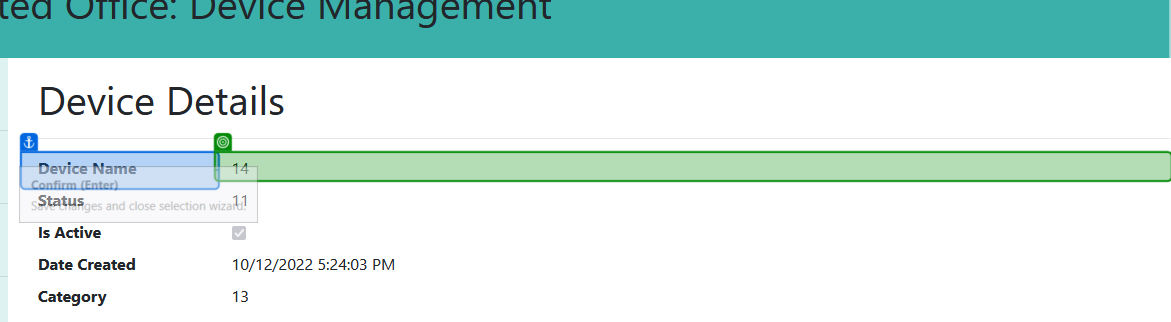 ted Office: Device Management
Device Details
Device Name 14
Confirm (Enter)
Status 11
Save changes and close selection wizard.
Is Active
Date Created 10/12/2022 5:24:03 PM
Category 13